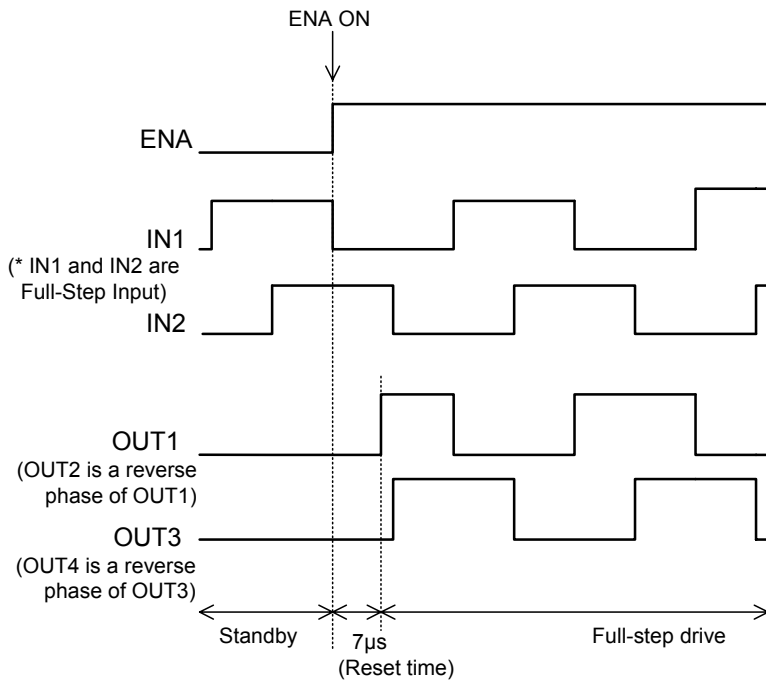 ENA ON
ENA
IN1
(* IN1 and IN2 are
Full-Step Input)
IN2
OUT1
(OUT2 is a reverse
phase of OUT1)
OUT3
(OUT4 is a reverse
phase of OUT3)
Standby
7µs
(Reset time)
Full-step drive